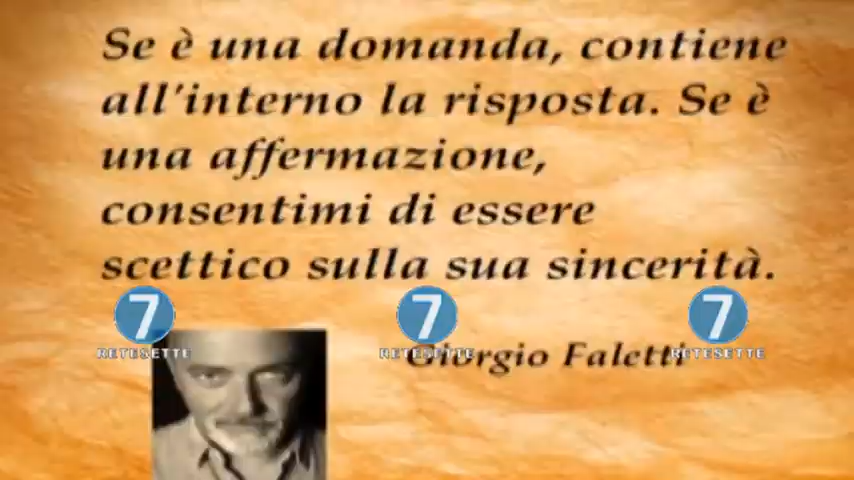 Se è una domanda, contiene
all'interno la risposta. Se è
una affermazione,
consentimi di essere
scettico sulla sua sincerità.
7 7 7
RETESETTE RETESETTE RETESETTE
Giorgio Faletti